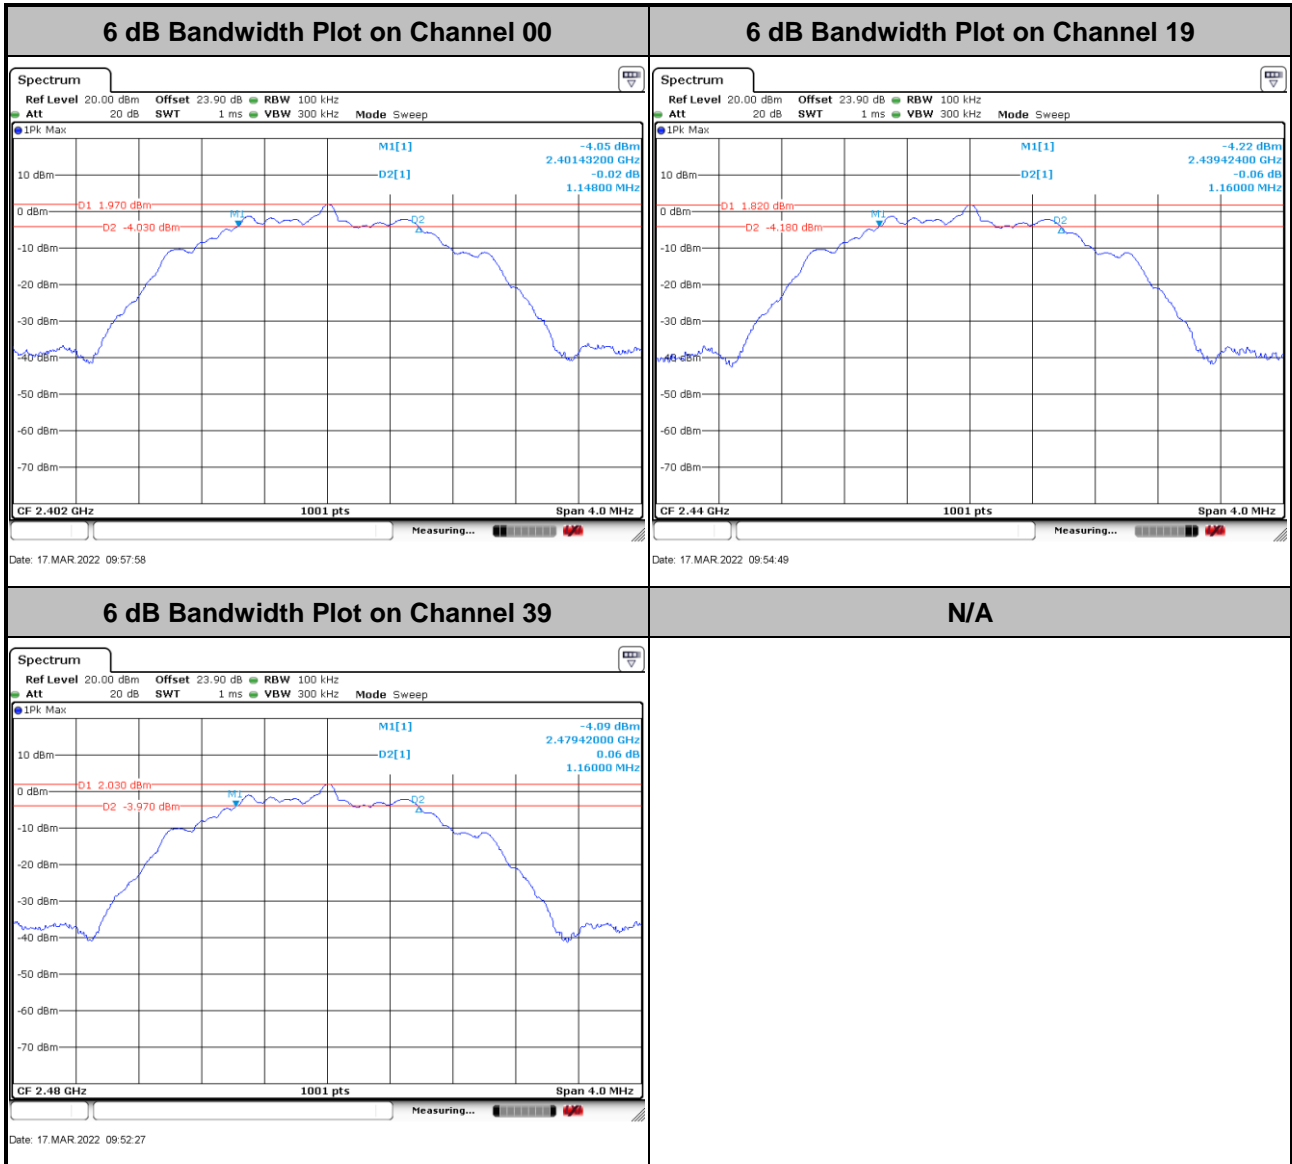 6 dB Bandwidth Plot on Channel 00
Spectrum
Ref Level 20.00 dBm Offset 23.90 dB RBW 100 kHz
Att 20 dB SWT 1 ms VBW 300 kHz Mode Sweep
1Pk Max
M1[1] -4.05 dBm
2.40143200 GHz
D2[1] -0.02 dB
1.14800 MHz
10 dBm
D1 1.970 dBm
0 dBm
M1
D2
D2 -4.030 dBm
-10 dBm
-20 dBm
-30 dBm
-40 dBm
-50 dBm
-60 dBm
-70 dBm
CF 2.402 GHz 1001 pts Span 4.0 MHz
Measuring...
Date: 17.MAR.2022 09:57:58
6 dB Bandwidth Plot on Channel 19
Spectrum
Ref Level 20.00 dBm Offset 23.90 dB RBW 100 kHz
Att 20 dB SWT 1 ms VBW 300 kHz Mode Sweep
1Pk Max
M1[1] -4.22 dBm
2.43942400 GHz
D2[1] -0.06 dB
1.16000 MHz
10 dBm
D1 1.820 dBm
0 dBm
M1
D2
D2 -4.180 dBm
-10 dBm
-20 dBm
-30 dBm
-40 dBm
-50 dBm
-60 dBm
-70 dBm
CF 2.44 GHz 1001 pts Span 4.0 MHz
Measuring...
Date: 17.MAR.2022 09:54:49
6 dB Bandwidth Plot on Channel 39
Spectrum
Ref Level 20.00 dBm Offset 23.90 dB RBW 100 kHz
Att 20 dB SWT 1 ms VBW 300 kHz Mode Sweep
1Pk Max
M1[1] -4.09 dBm
2.47942000 GHz
D2[1] 0.06 dB
1.16000 MHz
10 dBm
D1 2.030 dBm
0 dBm
M1
D2
D2 -3.970 dBm
-10 dBm
-20 dBm
-30 dBm
-40 dBm
-50 dBm
-60 dBm
-70 dBm
CF 2.48 GHz 1001 pts Span 4.0 MHz
Measuring...
Date: 17.MAR.2022 09:52:27
N/A